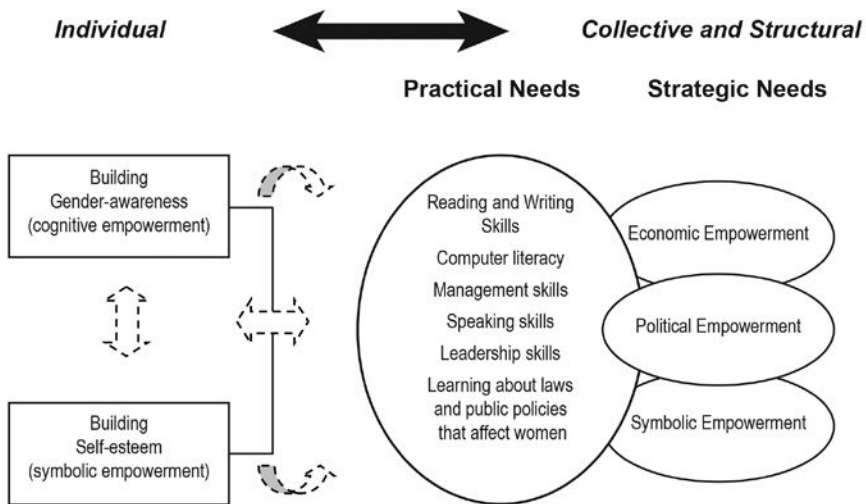 Individual
Collective and Structural
Practical Needs
Strategic Needs
Building
Gender-awareness
(cognitive empowerment)
Building
Self-esteem
(symbolic empowerment)
Reading and Writing
Skills
Computer literacy
Management skills
Speaking skills
Leadership skills
Learning about laws
and public policies
that affect women
Economic Empowerment
Political Empowerment
Symbolic Empowerment